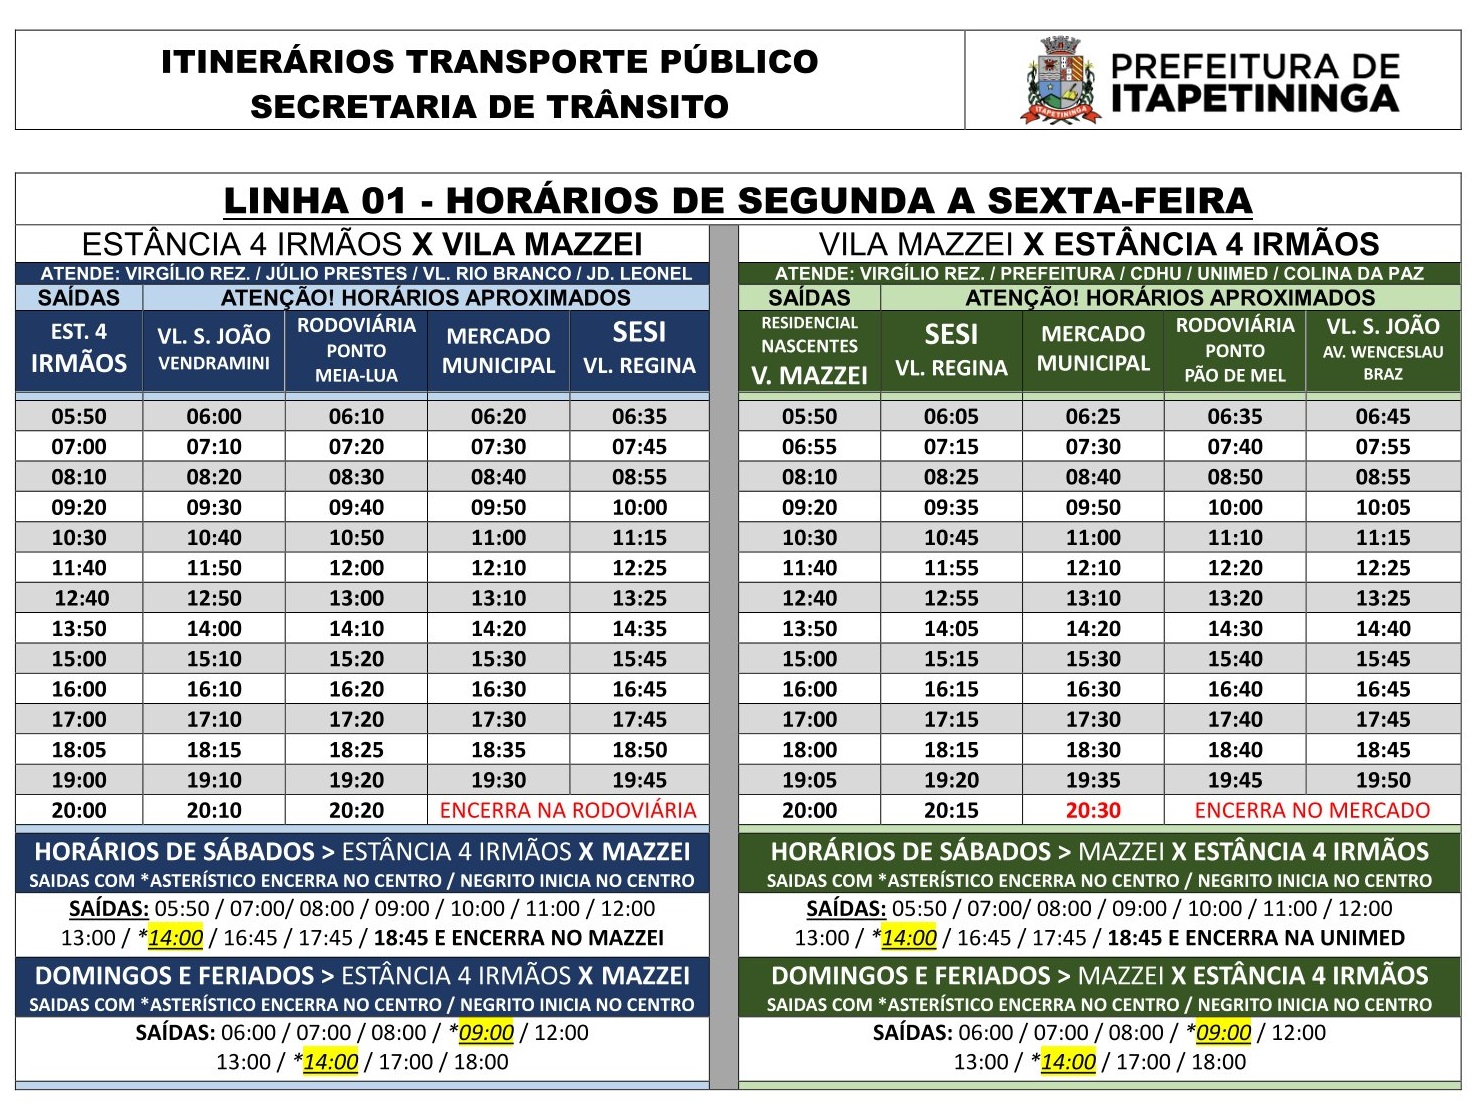 ITINERÁRIOS TRANSPORTE PÚBLICO
SECRETARIA DE TRÂNSITO
ITAPETININGA
PREFEITURA DE
ITAPETININGA
LINHA 01 - HORÁRIOS DE SEGUNDA A SEXTA-FEIRA
ESTÂNCIA 4 IRMÃOS X VILA MAZZEI
ATENDE: VIRGÍLIO REZ. / JÚLIO PRESTES / VL. RIO BRANCO / JD. LEONEL
SAÍDAS ATENÇÃO! HORÁRIOS APROXIMADOS
EST. 4
IRMÃOS
VL. S. JOÃO
VENDRAMINI
RODOVIÁRIA
PONTO
MEIA-LUA
MERCADO
MUNICIPAL
SESI
VL. REGINA
05:50 06:00 06:10 06:20 06:35
07:00 07:10 07:20 07:30 07:45
08:10 08:20 08:30 08:40 08:55
09:20 09:30 09:40 09:50 10:00
10:30 10:40 10:50 11:00 11:15
11:40 11:50 12:00 12:10 12:25
12:40 12:50 13:00 13:10 13:25
13:50 14:00 14:10 14:20 14:35
15:00 15:10 15:20 15:30 15:45
16:00 16:10 16:20 16:30 16:45
17:00 17:10 17:20 17:30 17:45
18:05 18:15 18:25 18:35 18:50
19:00 19:10 19:20 19:30 19:45
20:00 20:10 20:20 ENCERRA NA RODOVIÁRIA
HORÁRIOS DE SÁBADOS > ESTÂNCIA 4 IRMÃOS X MAZZEI
SAIDAS COM *ASTERÍSTICO ENCERRA NO CENTRO / NEGRITO INICIA NO CENTRO
SAÍDAS: 05:50 / 07:00/ 08:00 / 09:00 / 10:00 / 11:00 / 12:00
13:00 / *14:00 / 16:45 / 17:45 / 18:45 E ENCERRA NO MAZZEI
DOMINGOS E FERIADOS > ESTÂNCIA 4 IRMÃOS X MAZZEI
SAIDAS COM *ASTERÍSTICO ENCERRA NO CENTRO / NEGRITO INICIA NO CENTRO
SAÍDAS: 06:00 / 07:00 / 08:00 / *09:00 / 12:00
13:00 / *14:00 / 17:00 / 18:00
VILA MAZZEI X ESTÂNCIA 4 IRMÃOS
ATENDE: VIRGÍLIO REZ. / PREFEITURA / CDHU / UNIMED / COLINA DA PAZ
SAÍDAS ATENÇÃO! HORÁRIOS APROXIMADOS
RESIDENCIAL
NASCENTES
V. MAZZEI
SESI
VL. REGINA
MERCADO
MUNICIPAL
RODOVIÁRIA
PONTO
PÃO DE MEL
VL. S. JOÃO
AV. WENCESLAU
BRAZ
05:50 06:05 06:25 06:35 06:45
06:55 07:15 07:30 07:40 07:55
08:10 08:25 08:40 08:50 08:55
09:20 09:35 09:50 10:00 10:05
10:30 10:45 11:00 11:10 11:15
11:40 11:55 12:10 12:20 12:25
12:40 12:55 13:10 13:20 13:25
13:50 14:05 14:20 14:30 14:40
15:00 15:15 15:30 15:40 15:45
16:00 16:15 16:30 16:40 16:45
17:00 17:15 17:30 17:40 17:45
18:00 18:15 18:30 18:40 18:45
19:05 19:20 19:35 19:45 19:50
20:00 20:15 20:30 ENCERRA NO MERCADO
HORÁRIOS DE SÁBADOS > MAZZEI X ESTÂNCIA 4 IRMÃOS
SAIDAS COM *ASTERÍSTICO ENCERRA NO CENTRO / NEGRITO INICIA NO CENTRO
SAÍDAS: 05:50 / 07:00/ 08:00 / 09:00 / 10:00 / 11:00 / 12:00
13:00 / *14:00 / 16:45 / 17:45 / 18:45 E ENCERRA NA UNIMED
DOMINGOS E FERIADOS > MAZZEI X ESTÂNCIA 4 IRMÃOS
SAIDAS COM *ASTERÍSTICO ENCERRA NO CENTRO / NEGRITO INICIA NO CENTRO
SAÍDAS: 06:00 / 07:00 / 08:00 / *09:00 / 12:00
13:00 / *14:00 / 17:00 / 18:00